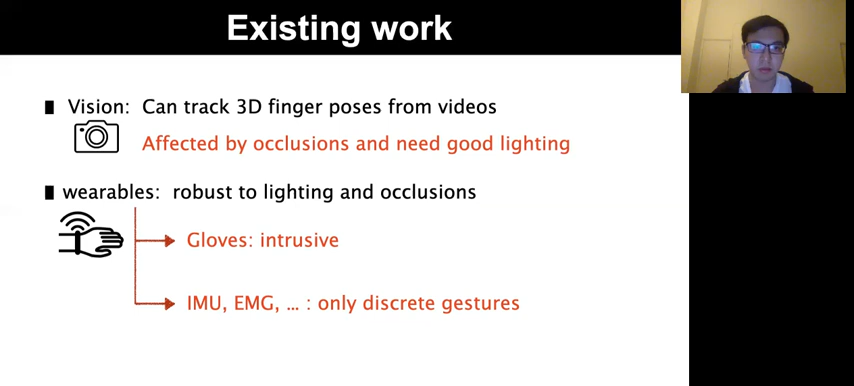 Existing work
Vision: Can track 3D finger poses from videos
Affected by occlusions and need good lighting
wearables: robust to lighting and occlusions
Gloves: intrusive
IMU, EMG, ... : only discrete gestures